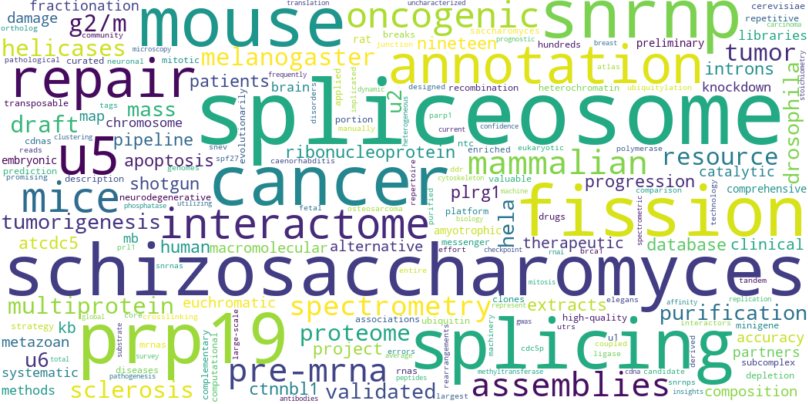 fractionation
damage
g2/m
community
helicases
pathological
curated
neuronal
mitotic
microscopy
mouse
translation
oncogenic
rat
breaks
junction
nineteen
prognostic
uncharacterized
saccharomyces
hundreds
breast
snrnp
preliminary
carcinoma
cerevisiae
repetitive
libraries
tumor
introns
knockdown
stoichiometry
drosophila
ortholog
repair
melanogaster
patients
brain
disorders
applied
implicated
dynamic
manually
u2
heterogeneous
annotation
atlas
ubiquitylation
heterochromatin
recombination
transposable
tags
mass
draft
map
chromosome
pipeline
evolutionarily
spliceosome
portion
parp1
current
designed
confidence
cdnas
clustering
reads
embryonic
prediction
promising
u5
apoptosis
genomes
snev
spf27
ribonucleoprotein
caenorhabditis
enriched
ntc
eukaryotic
polymerase
mammalian
resource
catalytic
mice
description
shotgun
neurodegenerative
phosphatase
utilizing
cancer
fetal
osteosarcoma
repertoire
purified
ddr
cytoskeleton
machine
biology
plrg1
platform
amyotrophic
messenger
effort
checkpoint
hela
rnai
fission
drugs
valuable
progression
comparison
spectrometric
technology
comprehensive
therapeutic
brca1
database
clinical
tumorigenesis
interactome
atcdc5
mb
prl1
snrnas
human
macromolecular
alternative
entire
mitosis
elegans
tandem
affinity
replication
schizosaccharomyces
multiprotein
euchromatic
spectrometry
clones
represent
extracts
gwas
utrs
high-quality
interactors
minigene
purification
strategy
global
core
crosslinking
kb
metazoan
u6
systematic
methods
total
survey
diseases
pathogenesis
substrate
mrnas
prp19
large-scale
complementary
computational
associations
ubiquitin
proteome
project
errors
coverage
rnas
peptides
antibodies
pre-mrna
ctnnbl1
validated
largest
rearrangements
machinery
cdc5p
methyltransferase
splicing
ligase
coupled
u1
cdna
candidate
snrnps
insights
derived
accuracy
partners
subcomplex
depletion
composition
sclerosis
assemblies